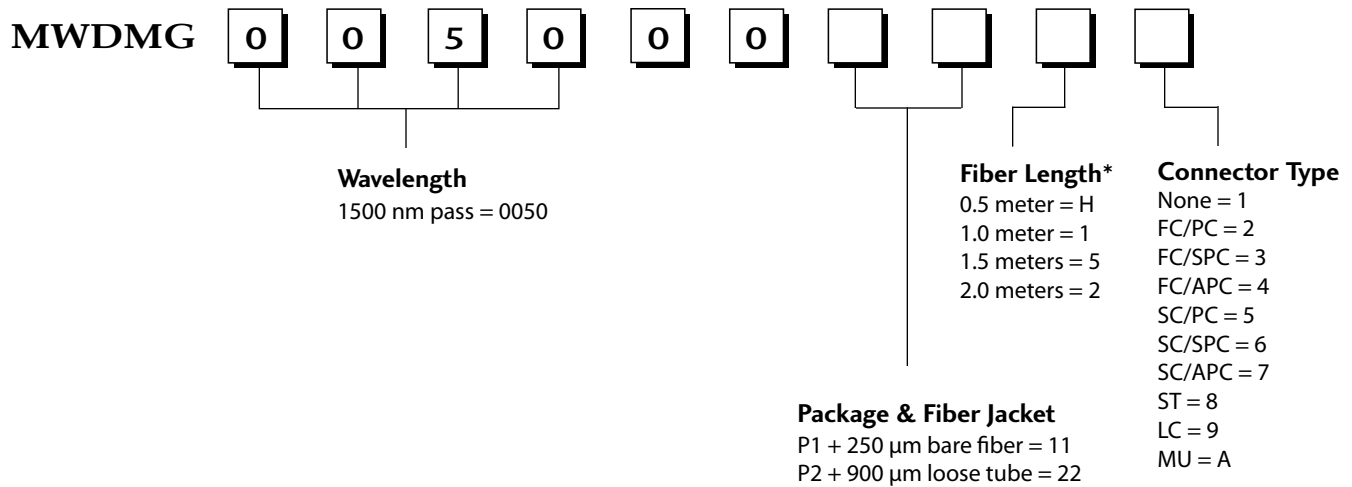 MWDMG 0 0 5 0 0 0
Wavelength
1500 nm pass = 0050
Fiber Length*
0.5 meter = H
1.0 meter = 1
1.5 meters = 5
2.0 meters = 2
Connector Type
None = 1
FC/PC = 2
FC/SPC = 3
FC/APC = 4
SC/PC = 5
SC/SPC = 6
SC/APC = 7
ST = 8
LC = 9
MU = A
Package & Fiber Jacket
P1 + 250 µm bare fiber = 11
P2 + 900 µm loose tube = 22